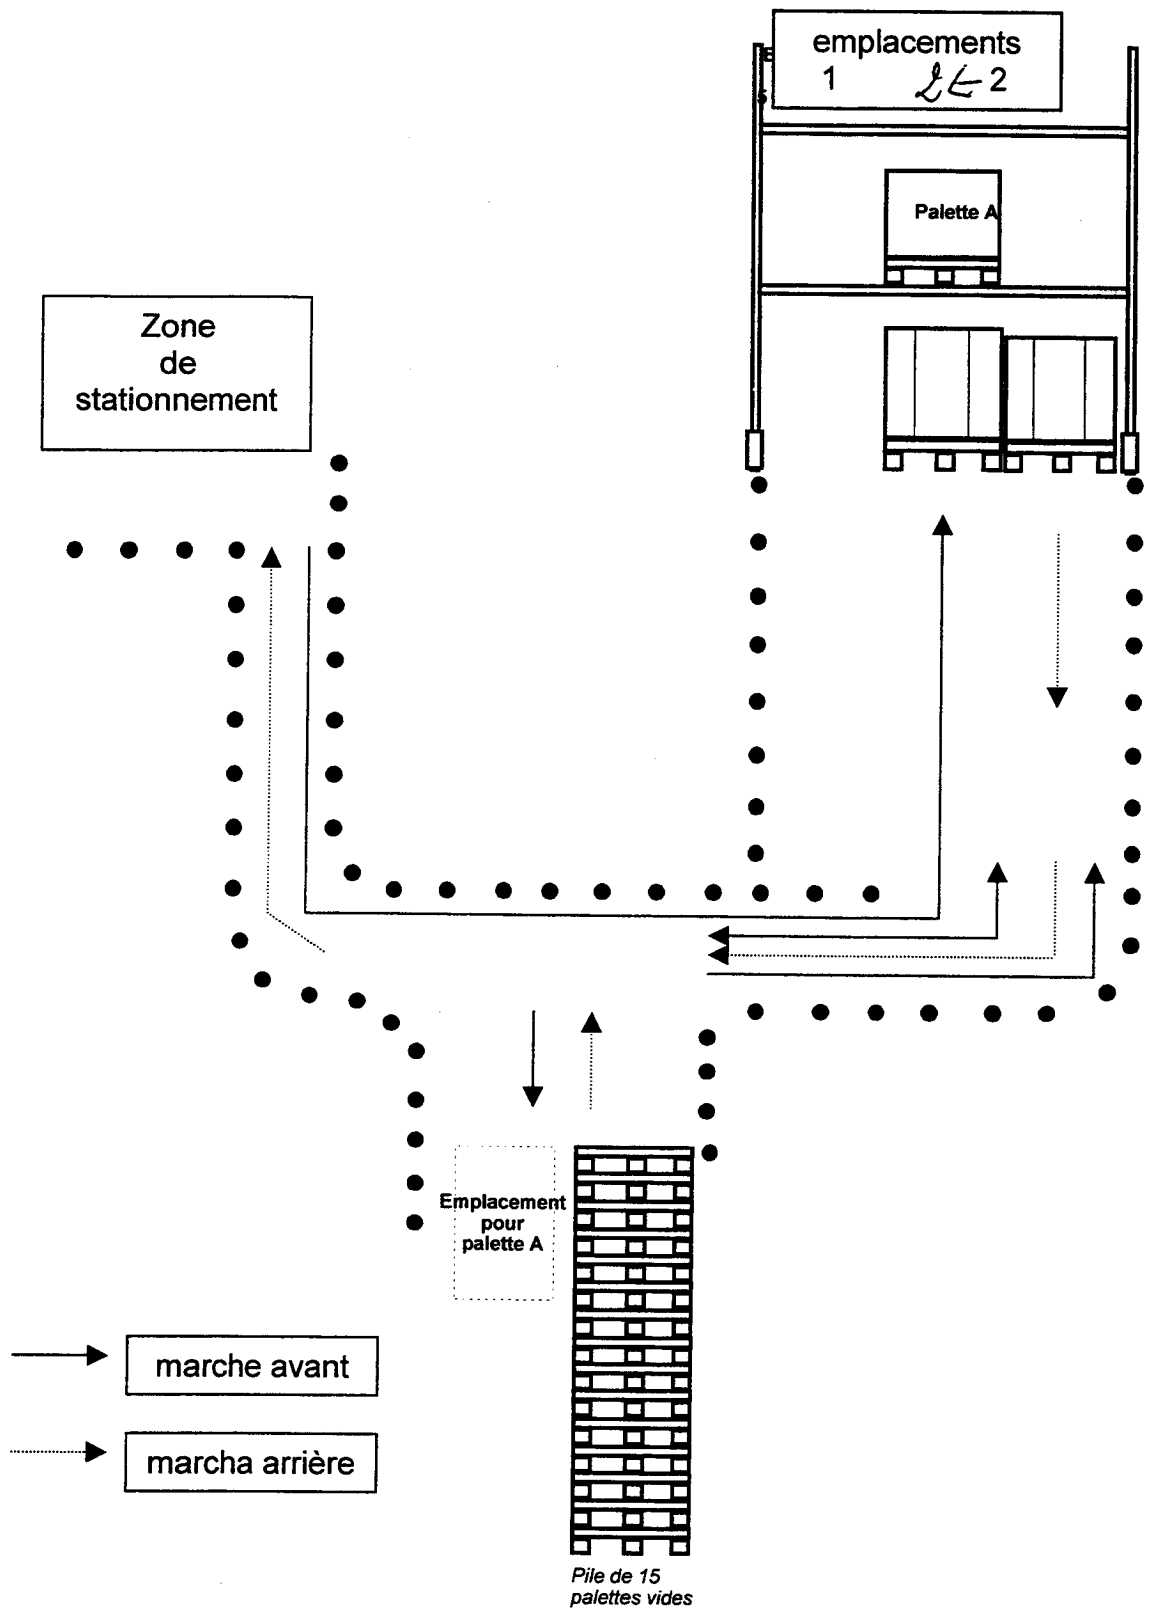 emplacements
1 2t 2
Palette A
Zone
de
stationnement
Emplacement
pour
palette A
marche avant
marcha arrière
Pile de 15
palettes vides